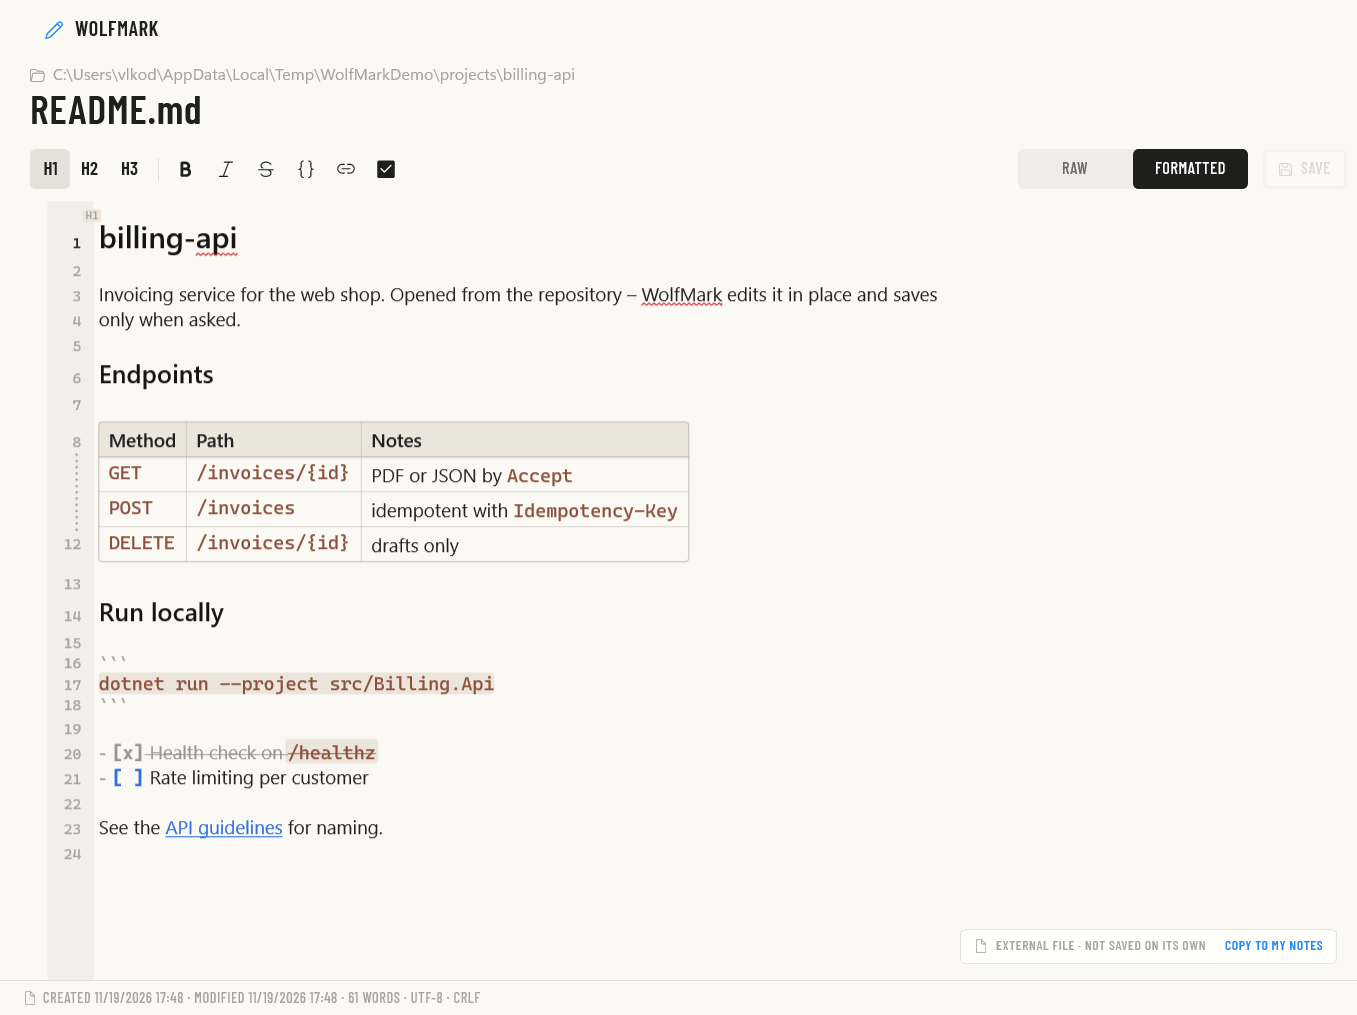 WOLFMARK
C:\Users\vlkod\AppData\Local\Temp\WolfMarkDemo\projects\billing-api
README.md
H1 H2 H3 B I S {} RAW FORMATTED SAVE
H1
1 billing-api
2
3 Invoicing service for the web shop. Opened from the repository – WolfMark edits it in place and saves
4 only when asked.
5
6 Endpoints
7
8 Method Path Notes
GET /invoices/{id} PDF or JSON by Accept
POST /invoices idempotent with Idempotency-Key
12 DELETE /invoices/{id} drafts only
13
14 Run locally
15
16 ```
17 dotnet run --project src/Billing.Api
18 ```
19
20 - [x] Health check on /healthz
21 - [ ] Rate limiting per customer
22
23 See the API guidelines for naming.
24
EXTERNAL FILE · NOT SAVED ON ITS OWN COPY TO MY NOTES
CREATED 11/19/2026 17:48 · MODIFIED 11/19/2026 17:48 · 61 WORDS · UTF-8 · CRLF